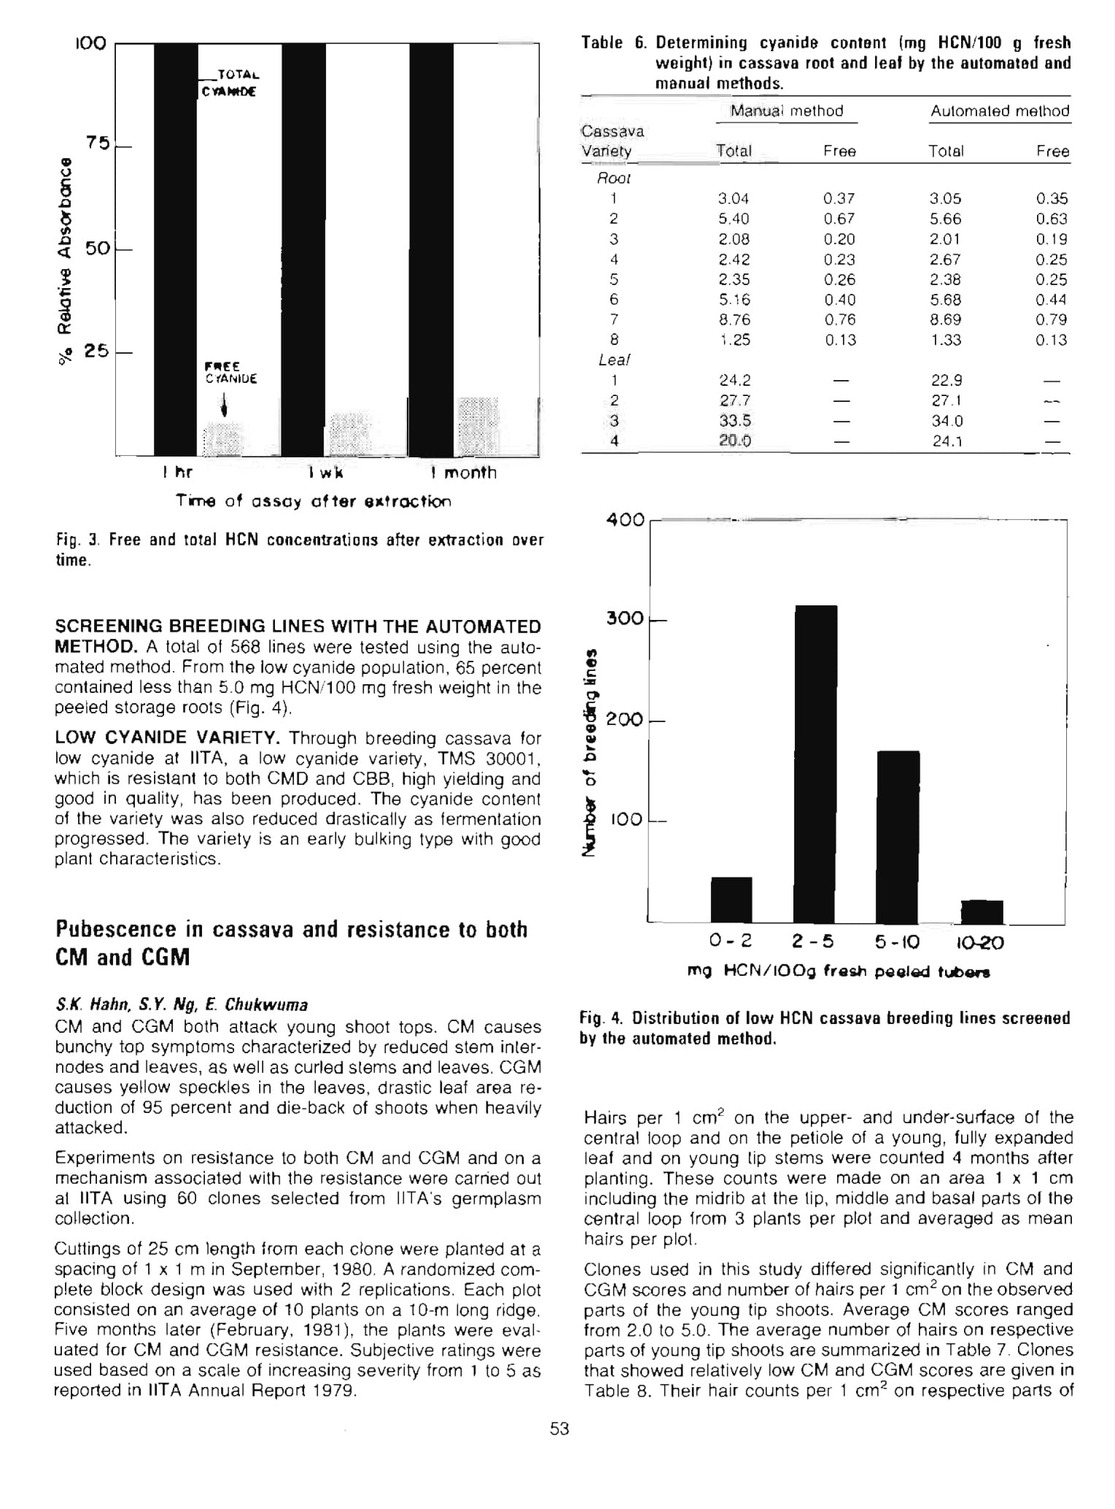 100
75
50
25
% Relative Absorbance
TOTAL
CYANIDE
FREE
CYANIDE
1 hr 1 wk 1 month
Time of assay after extraction
Fig. 3. Free and total HCN concentrations after extraction over
time.
SCREENING BREEDING LINES WITH THE AUTOMATED
METHOD. A total of 568 lines were tested using the auto-
mated method. From the low cyanide population, 65 percent
contained less than 5.0 mg HCN/100 mg fresh weight in the
peeled storage roots (Fig. 4).
LOW CYANIDE VARIETY. Through breeding cassava for
low cyanide at IITA, a low cyanide variety, TMS 30001,
which is resistant to both CMD and CBB, high yielding and
good in quality, has been produced. The cyanide content
of the variety was also reduced drastically as fermentation
progressed. The variety is an early bulking type with good
plant characteristics.
Pubescence in cassava and resistance to both
CM and CGM
S.K. Hahn, S.Y. Ng, E. Chukwuma
CM and CGM both attack young shoot tops. CM causes
bunchy top symptoms characterized by reduced stem inter-
nodes and leaves, as well as curled stems and leaves. CGM
causes yellow speckles in the leaves, drastic leaf area re-
duction of 95 percent and die-back of shoots when heavily
attacked.
Experiments on resistance to both CM and CGM and on a
mechanism associated with the resistance were carried out
at IITA using 60 clones selected from IITA's germplasm
collection.
Cuttings of 25 cm length from each clone were planted at a
spacing of 1 x 1 m in September, 1980. A randomized com-
plete block design was used with 2 replications. Each plot
consisted on an average of 10 plants on a 10-m long ridge.
Five months later (February, 1981), the plants were eval-
uated for CM and CGM resistance. Subjective ratings were
used based on a scale of increasing severity from 1 to 5 as
reported in IITA Annual Report 1979.
Table 6. Determining cyanide content (mg HCN/100 g fresh
weight) in cassava root and leaf by the automated and
manual methods.
Manual method Automated method
Cassava
Variety Total Free Total Free
Root
1 3.04 0.37 3.05 0.35
2 5.40 0.67 5.66 0.63
3 2.08 0.20 2.01 0.19
4 2.42 0.23 2.67 0.25
5 2.35 0.26 2.38 0.25
6 5.16 0.40 5.68 0.44
7 8.76 0.76 8.69 0.79
8 1.25 0.13 1.33 0.13
Leaf
1 24.2 — 22.9 —
2 27.7 — 27.1 —
3 33.5 — 34.0 —
4 20.0 — 24.1 —
400
300
200
100
Number of breeding lines
0-2 2-5 5-10 10-20
mg HCN/100g fresh peeled tubers
Fig. 4. Distribution of low HCN cassava breeding lines screened
by the automated method.
Hairs per 1 cm² on the upper- and under-surface of the
central loop and on the petiole of a young, fully expanded
leaf and on young tip stems were counted 4 months after
planting. These counts were made on an area 1 x 1 cm
including the midrib at the tip, middle and basal parts of the
central loop from 3 plants per plot and averaged as mean
hairs per plot.
Clones used in this study differed significantly in CM and
CGM scores and number of hairs per 1 cm² on the observed
parts of the young tip shoots. Average CM scores ranged
from 2.0 to 5.0. The average number of hairs on respective
parts of young tip shoots are summarized in Table 7. Clones
that showed relatively low CM and CGM scores are given in
Table 8. Their hair counts per 1 cm² on respective parts of
53